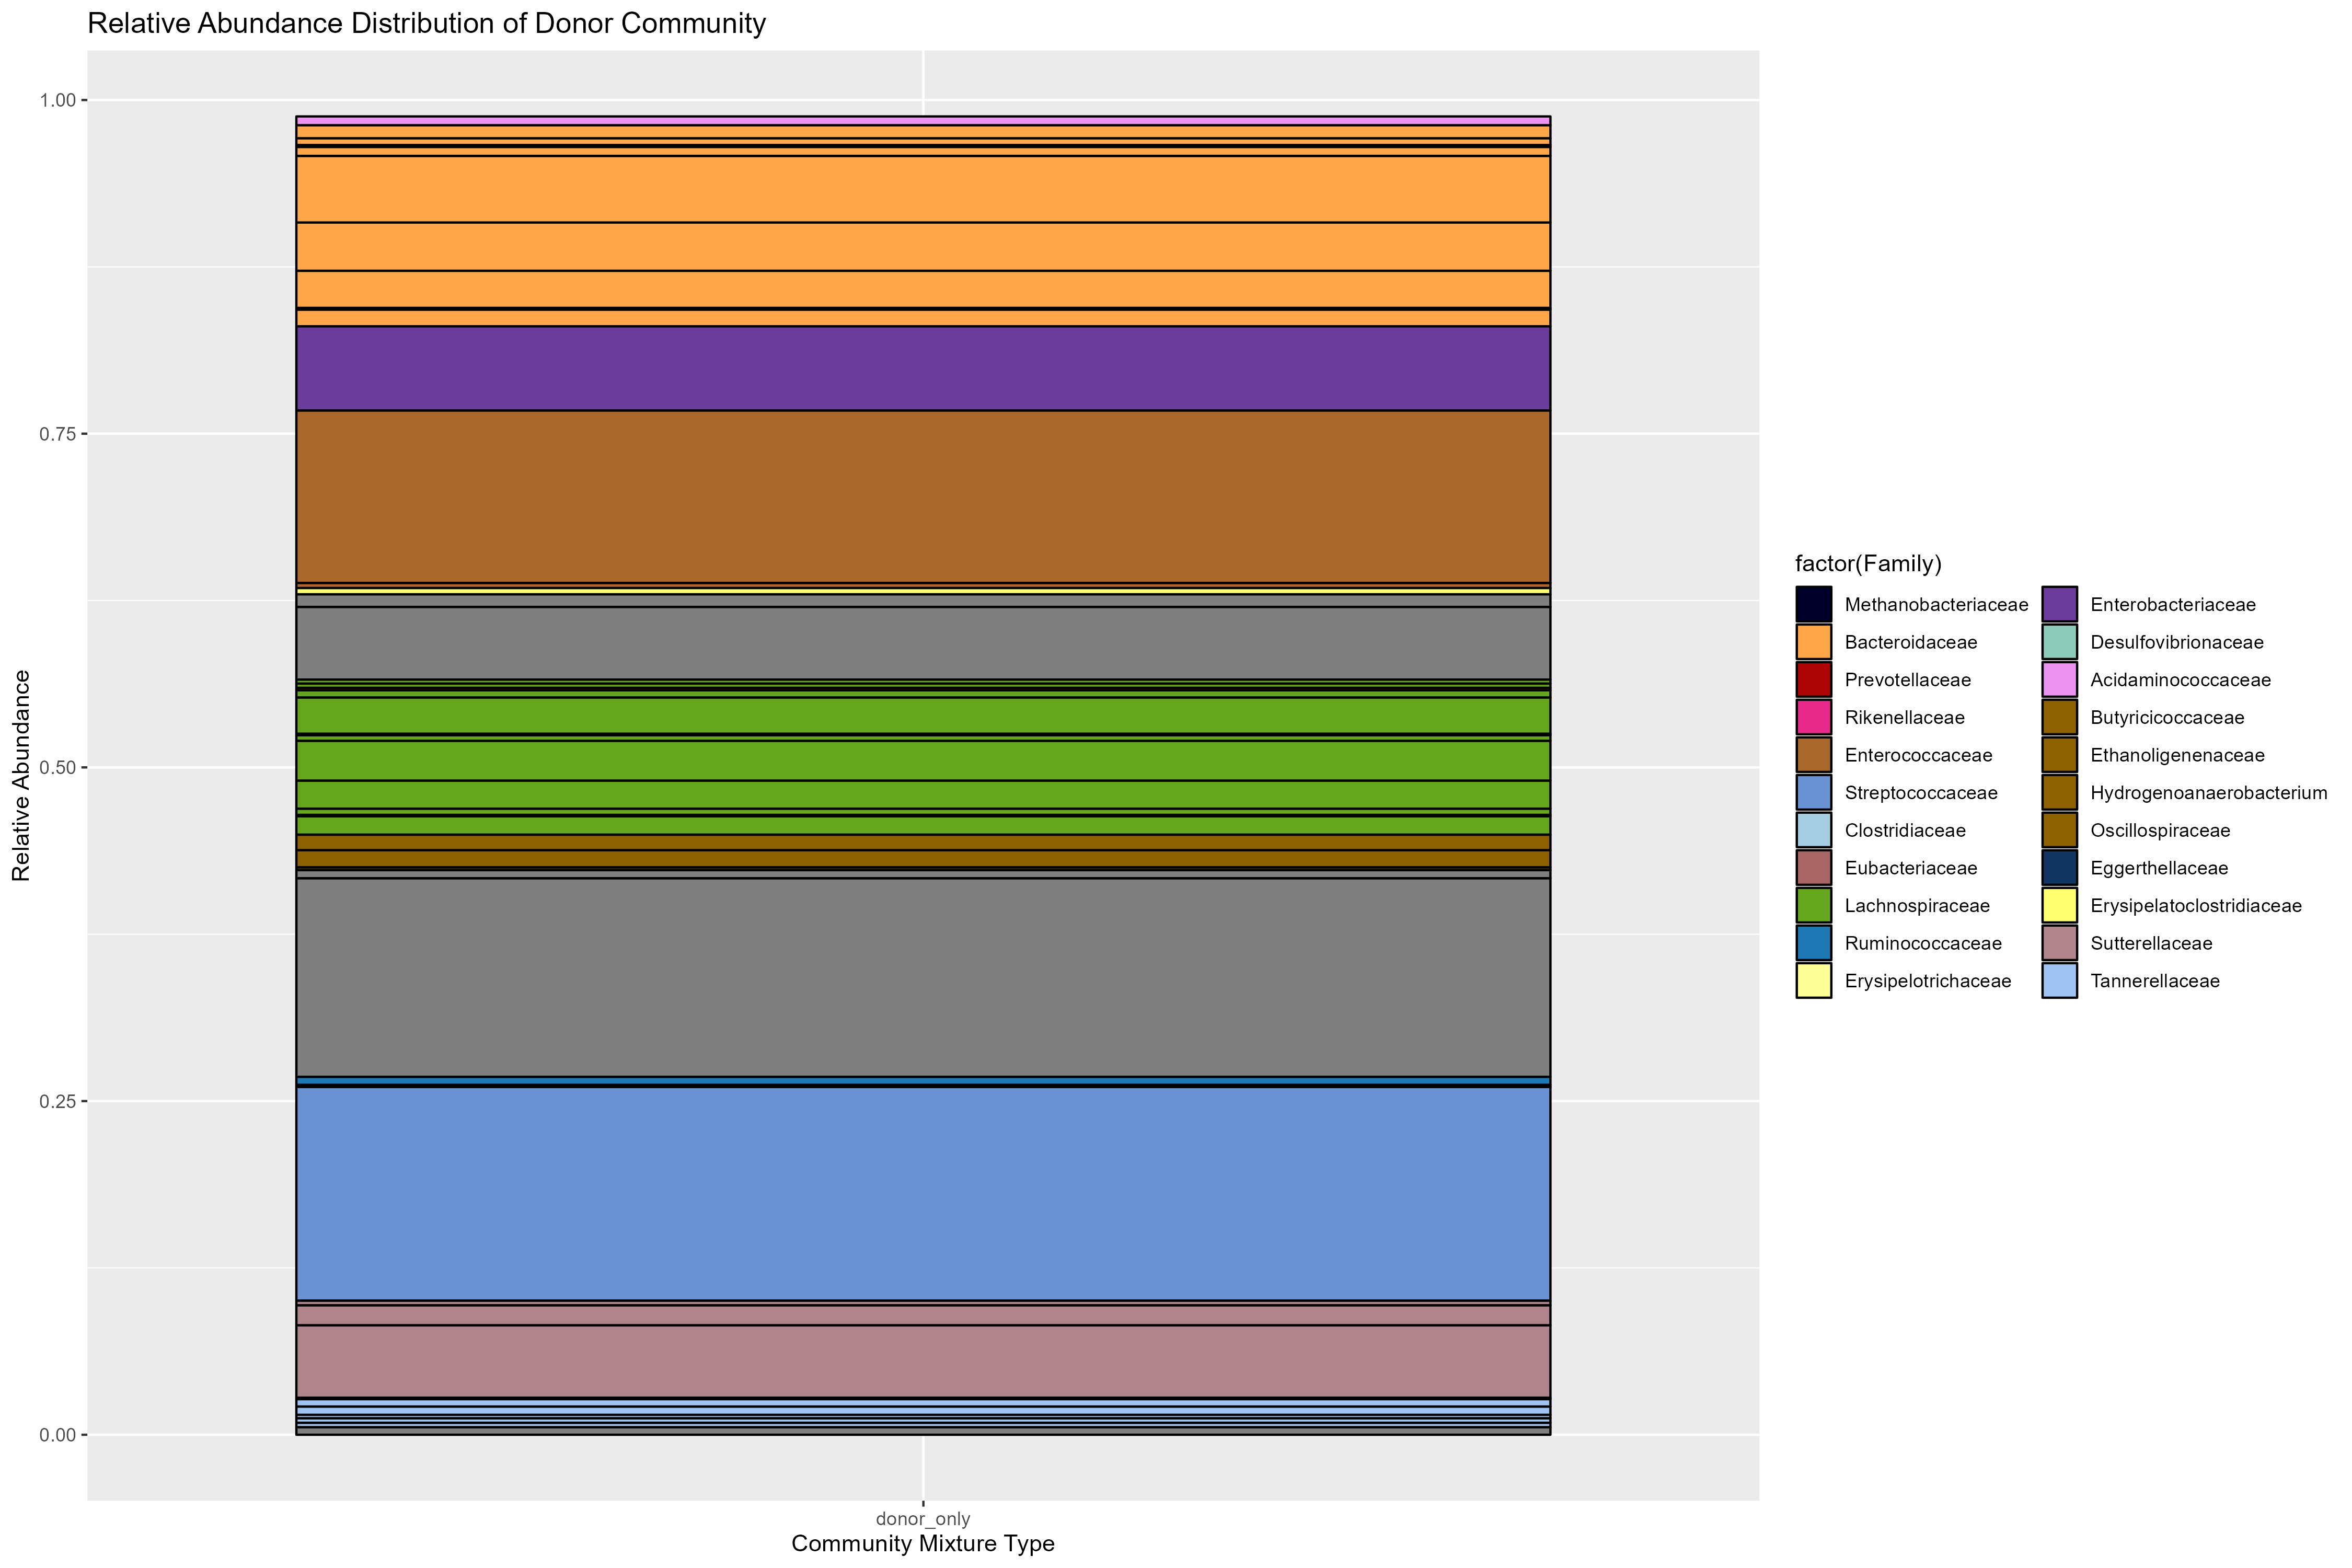 Relative Abundance Distribution of Donor Community
1.00
0.75
0.50
0.25
0.00
Relative Abundance
donor_only
Community Mixture Type
factor(Family)
Methanobacteriaceae
Bacteroidaceae
Prevotellaceae
Rikenellaceae
Enterococcaceae
Streptococcaceae
Clostridiaceae
Eubacteriaceae
Lachnospiraceae
Ruminococcaceae
Erysipelotrichaceae
Enterobacteriaceae
Desulfovibrionaceae
Acidaminococcaceae
Butyricicoccaceae
Ethanoligenenaceae
Hydrogenoanaerobacterium
Oscillospiraceae
Eggerthellaceae
Erysipelatoclostridiaceae
Sutterellaceae
Tannerellaceae